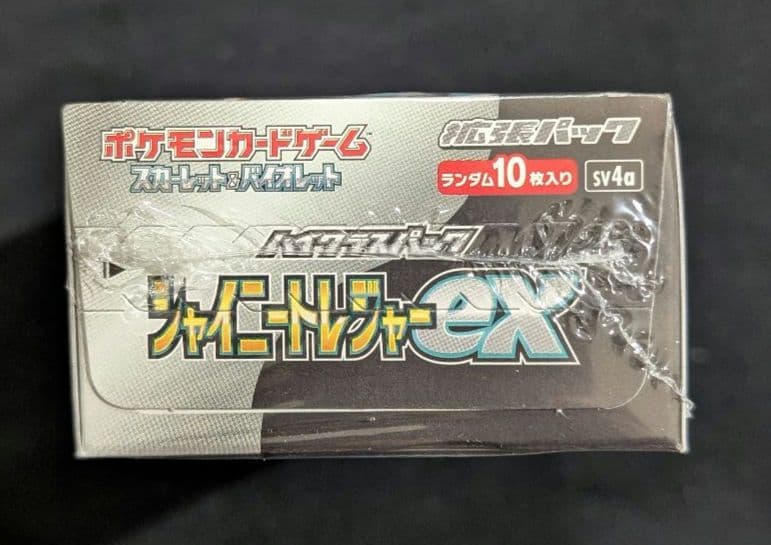 ポケモンカードゲーム™
スカーレット&バイオレット
拡張パック
ランダム10枚入り
sv4a
ハイクラスパック
シャイニートレジャーex